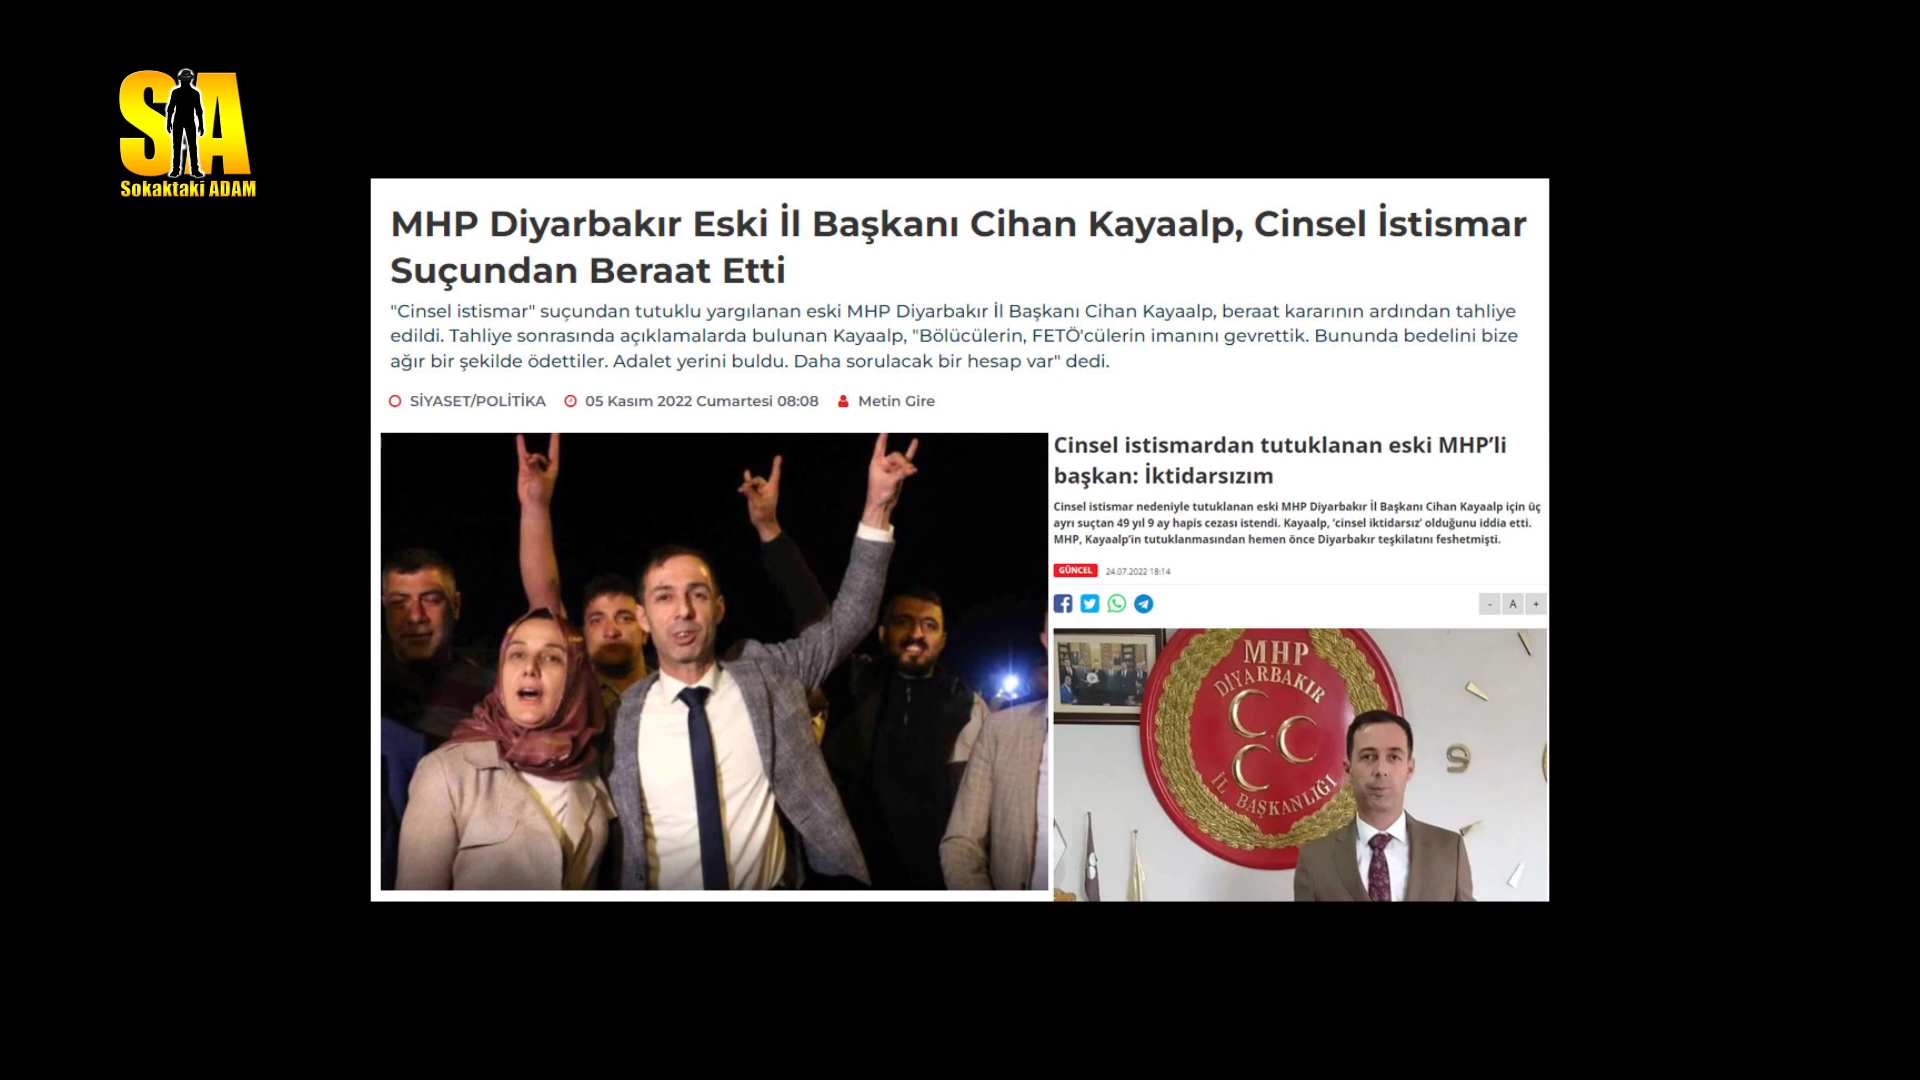 SA
Sokaktaki ADAM
MHP Diyarbakır Eski İl Başkanı Cihan Kayaalp, Cinsel İstismar
Suçundan Beraat Etti
"Cinsel istismar" suçundan tutuklu yargılanan eski MHP Diyarbakır İl Başkanı Cihan Kayaalp, beraat kararının ardından tahliye
edildi. Tahliye sonrasında açıklamalarda bulunan Kayaalp, "Bölücülerin, FETÖ'cülerin imanını gevrettik. Bununda bedelini bize
ağır bir şekilde ödettiler. Adalet yerini buldu. Daha sorulacak bir hesap var" dedi.
SİYASET/POLİTİKA 05 Kasım 2022 Cumartesi 08:08 Metin Gire
Cinsel istismardan tutuklanan eski MHP'li
başkan: İktidarsızım
Cinsel istismar nedeniyle tutuklanan eski MHP Diyarbakır İl Başkanı Cihan Kayaalp için üç
ayrı suçtan 49 yıl 9 ay hapis cezası istendi. Kayaalp, 'cinsel iktidarsız' olduğunu iddia etti.
MHP, Kayaalp'in tutuklanmasından hemen önce Diyarbakır teşkilatını feshetmişti.
GÜNCEL 24.07.2022 18:14
- A +
MHP
DİYARBAKIR
İL BAŞKANLIĞI